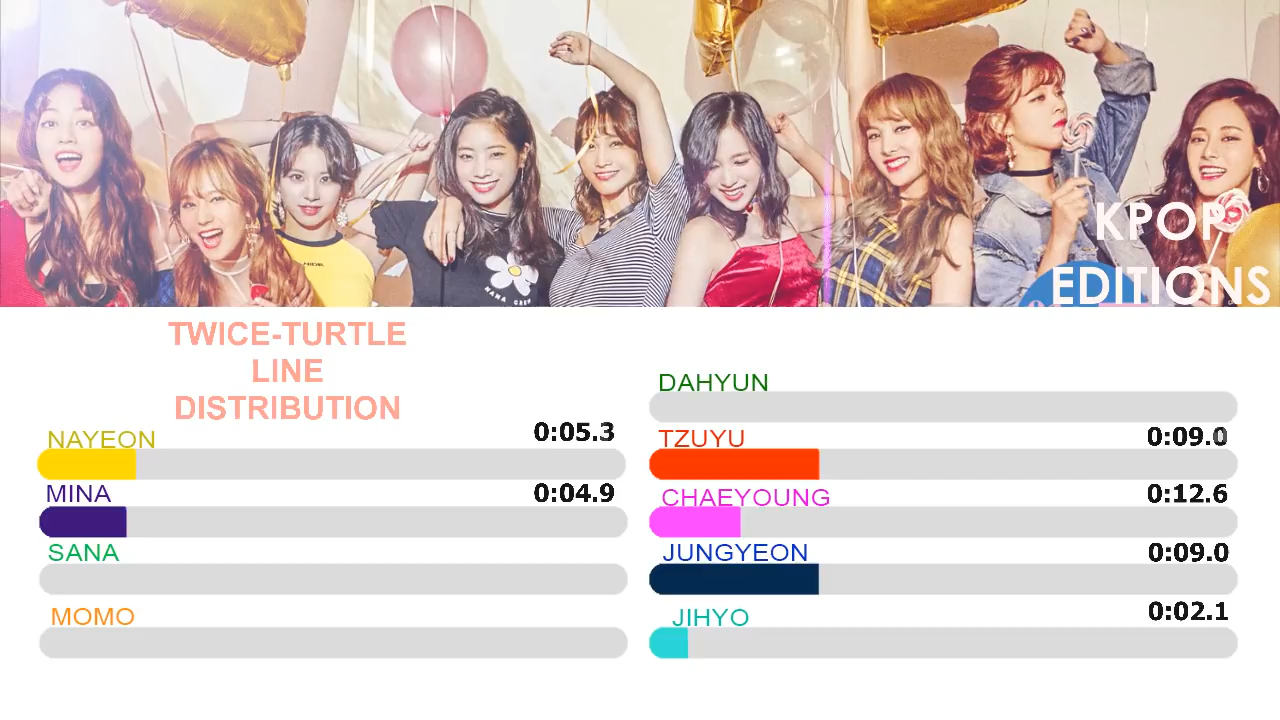 KPOP
EDITIONS
TWICE-TURTLE
LINE
DISTRIBUTION
NAYEON 0:05.3
MINA 0:04.9
SANA
MOMO
DAHYUN
TZUYU 0:09.0
CHAEYOUNG 0:12.6
JUNGYEON 0:09.0
JIHYO 0:02.1